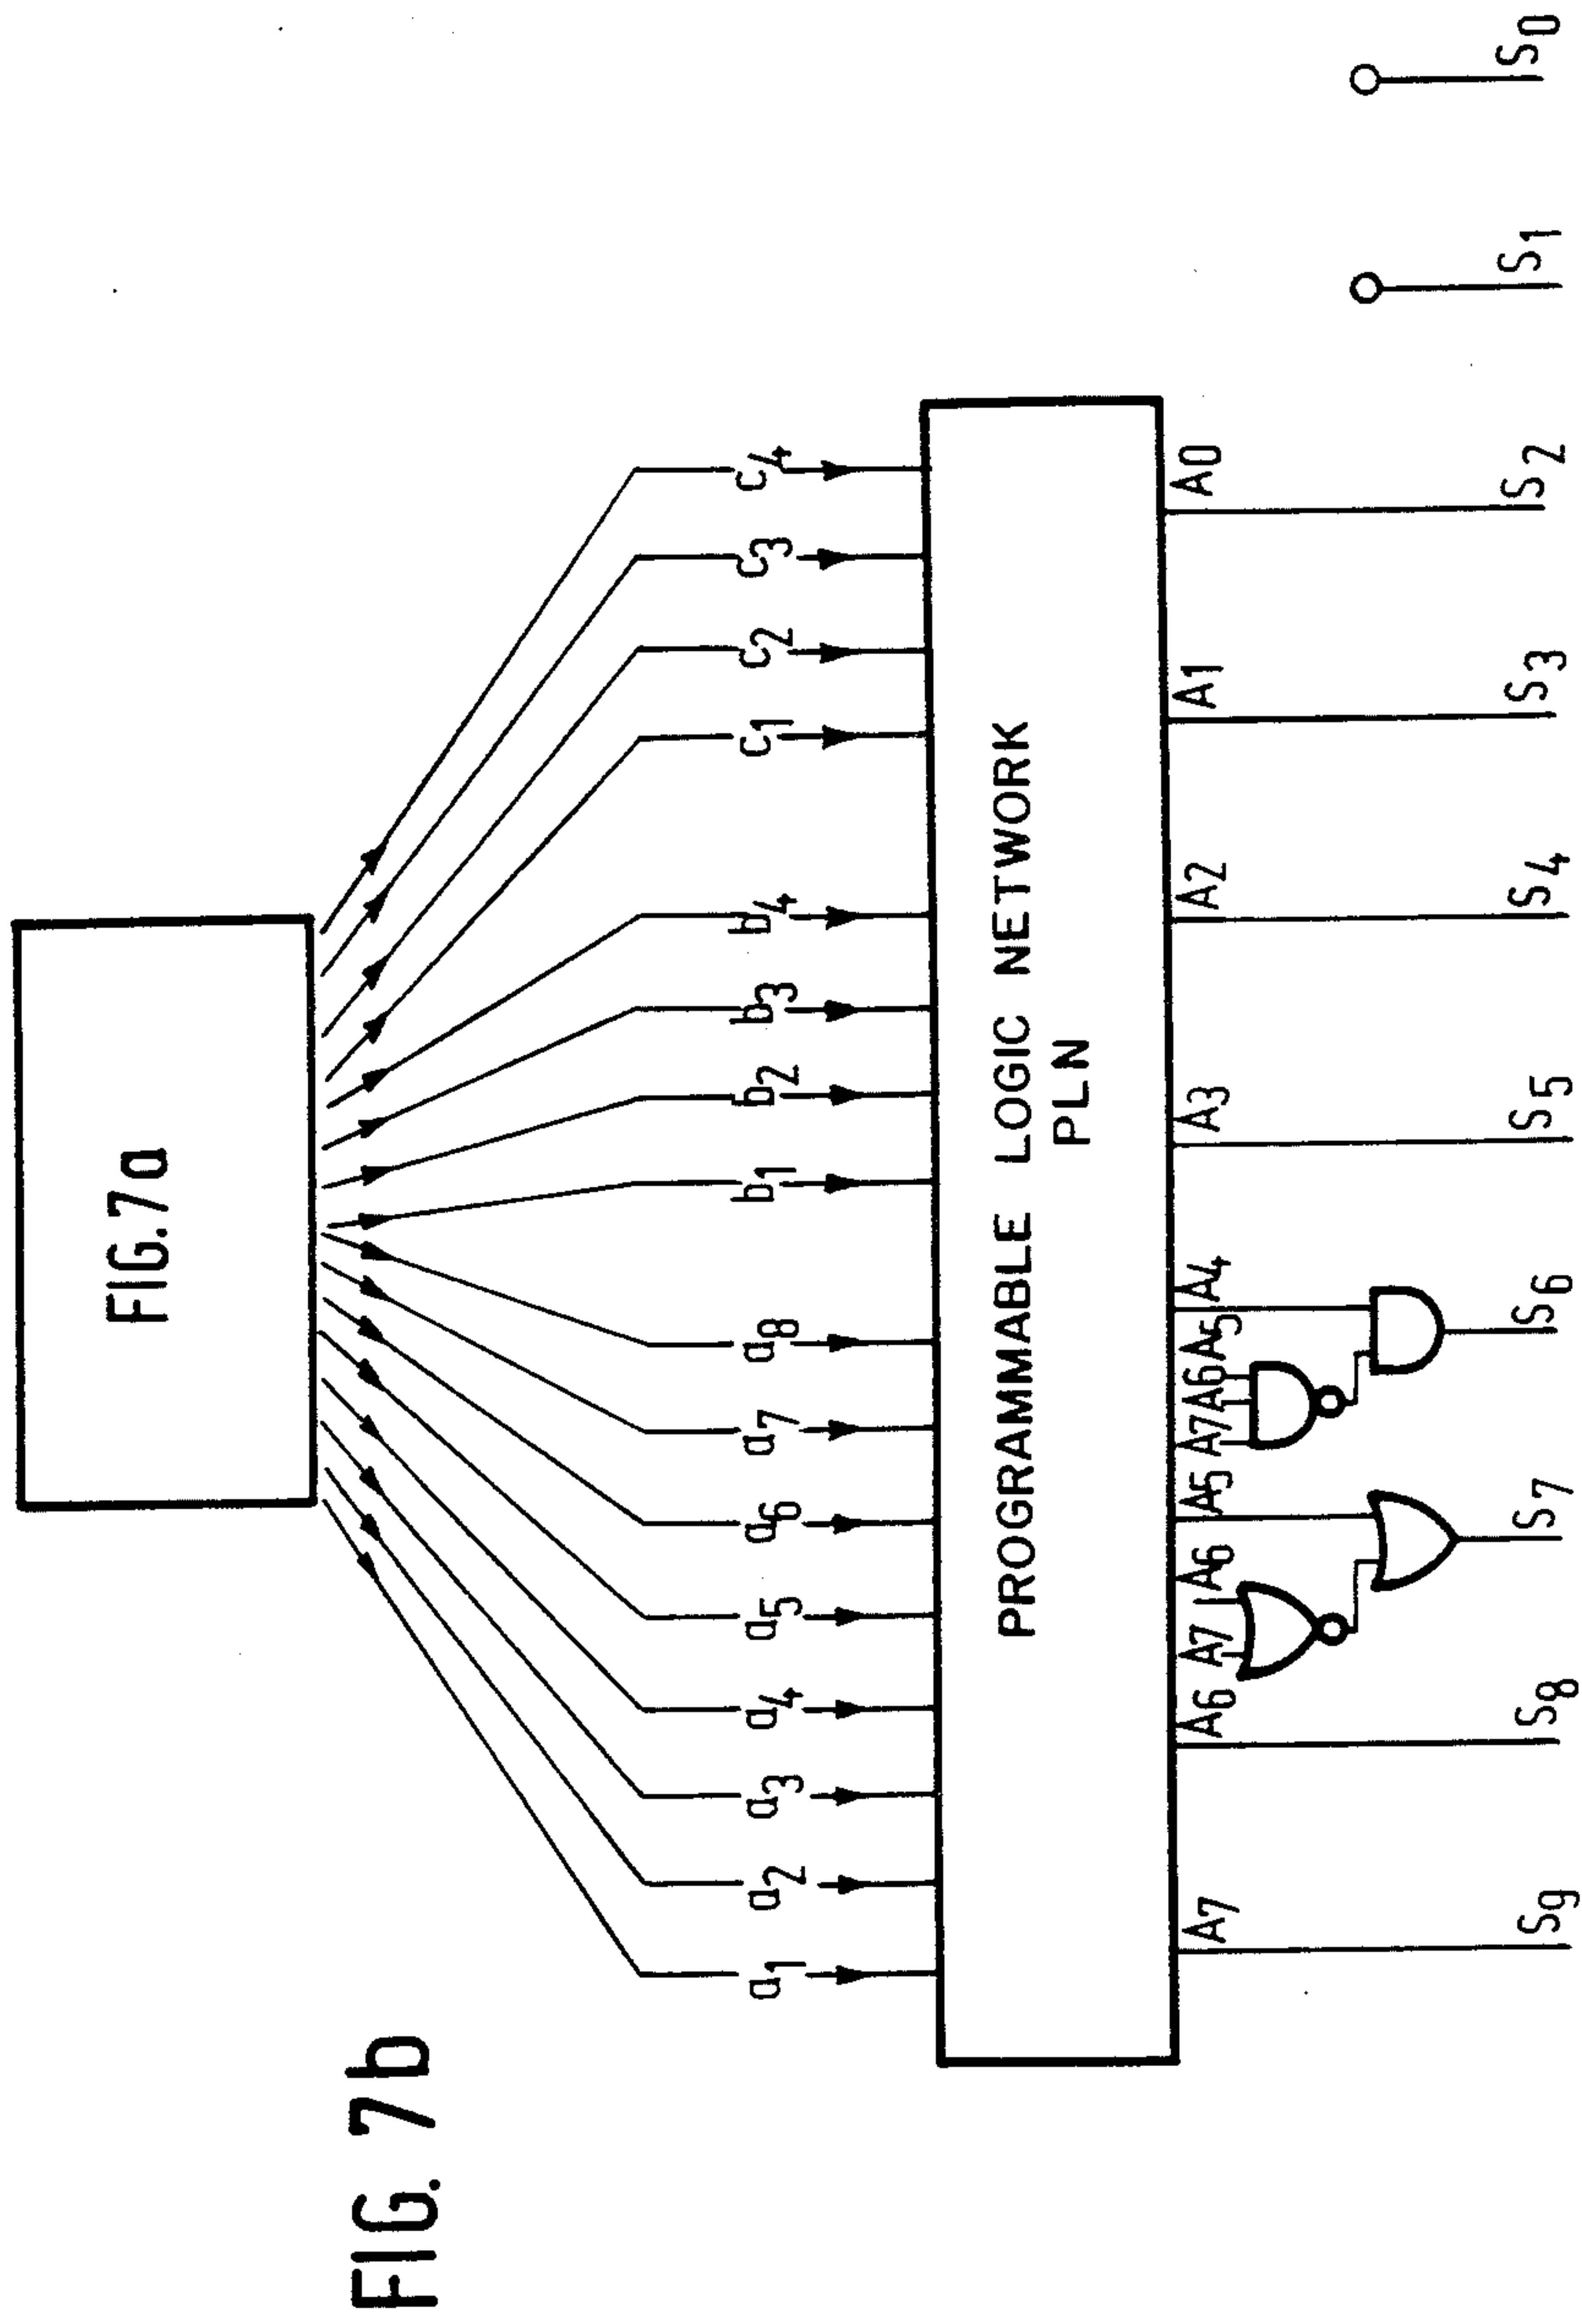 FIG. 7b
FIG. 7a
a1 a2 a3 a4 a5 a6 a7 a8 b1 b2 b3 b4 c1 c2 c3 c4
PROGRAMMABLE LOGIC NETWORK
PLN
A7 A6 A7 A6 A5 A7 A6 A5 A4 A3 A2 A1 A0
S9 S8 S7 S6 S5 S4 S3 S2 S1 S0